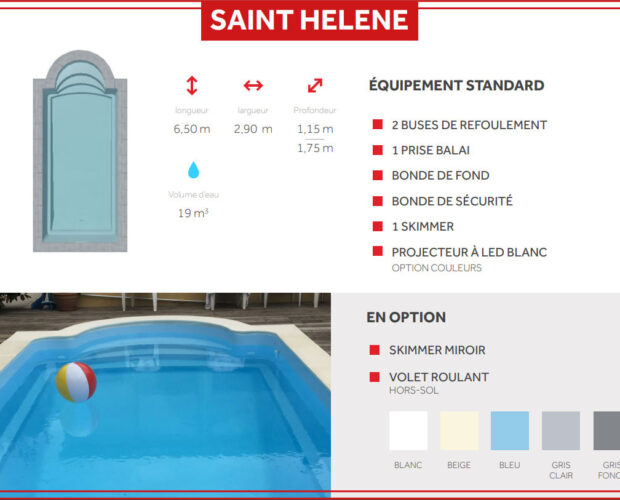 SAINT HELENE
longueur
6,50 m
largeur
2,90 m
Profondeur
1,15 m
1,75 m
Volume d'eau
19 m³
ÉQUIPEMENT STANDARD
2 BUSES DE REFOULEMENT
1 PRISE BALAI
BONDE DE FOND
BONDE DE SÉCURITÉ
1 SKIMMER
PROJECTEUR À LED BLANC
OPTION COULEURS
EN OPTION
SKIMMER MIROIR
VOLET ROULANT
HORS-SOL
BLANC
BEIGE
BLEU
GRIS
CLAIR
GRIS
FONC